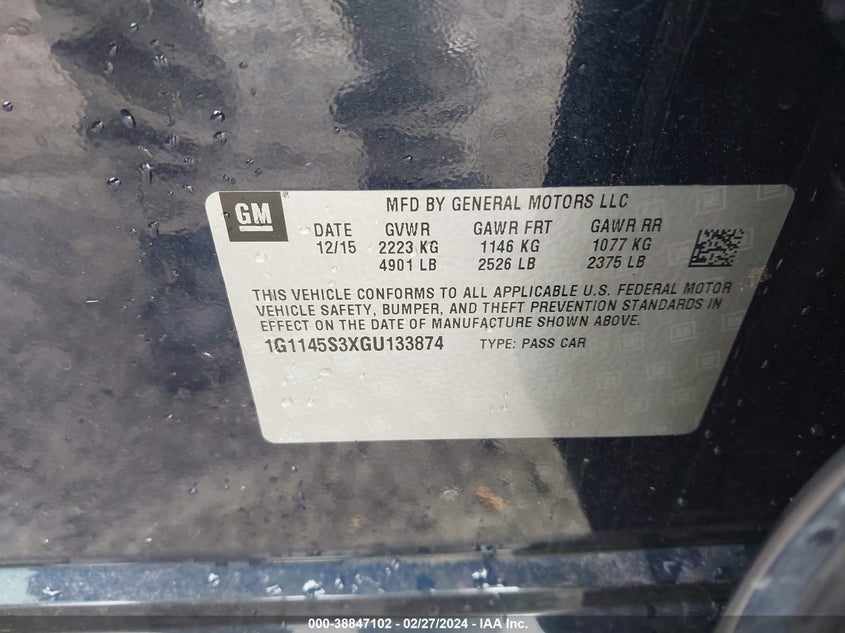 GM
MFD BY GENERAL MOTORS LLC
DATE GVWR GAWR FRT GAWR RR
12/15 2223 KG 1146 KG 1077 KG
4901 LB 2526 LB 2375 LB
THIS VEHICLE CONFORMS TO ALL APPLICABLE U.S. FEDERAL MOTOR
VEHICLE SAFETY, BUMPER, AND THEFT PREVENTION STANDARDS IN
EFFECT ON THE DATE OF MANUFACTURE SHOWN ABOVE.
1G1145S3XGU133874 TYPE: PASS CAR
000-38847102 - 02/27/2024 - IAA Inc.